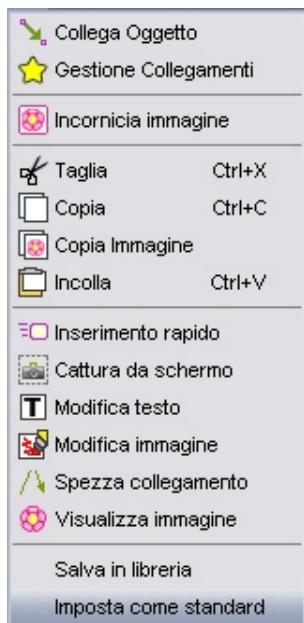 Collega Oggetto
Gestione Collegamenti
Incornicia immagine
Taglia Ctrl+X
Copia Ctrl+C
Copia Immagine
Incolla Ctrl+V
Inserimento rapido
Cattura da schermo
T Modifica testo
Modifica immagine
Spezza collegamento
Visualizza immagine
Salva in libreria
Imposta come standard